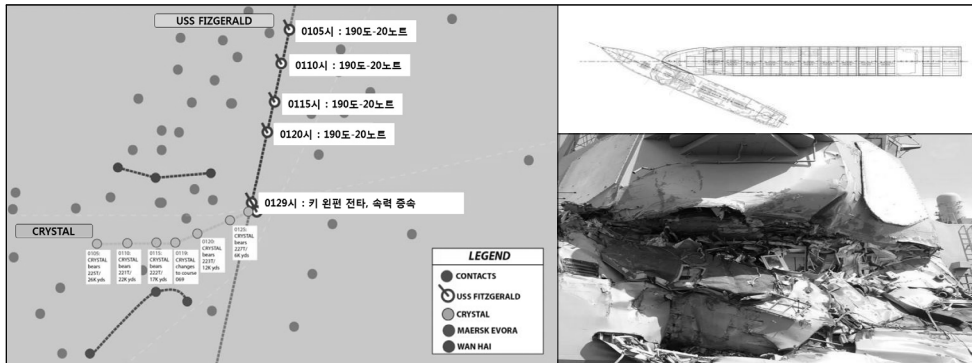 USS FIZGERALD
0105시 : 190도-20노트
0110시 : 190도-20노트
0115시 : 190도-20노트
0120시 : 190도-20노트
0129시 : 키 왼편 전타, 속력 증속
CRYSTAL
0105:
CRYSTAL
bears
225T/
26K yds
0110:
CRYSTAL
bears
221T/
22K yds
0115:
CRYSTAL
bears
222T/
17K yds
0118:
CRYSTAL
changes
to course
069
0120:
CRYSTAL
bears
223T/
12K yds
0125:
CRYSTAL
bears
227T/
6K yds
LEGEND
CONTACTS
USS FITZGERALD
CRYSTAL
MAERSK EVORA
WAN HAI